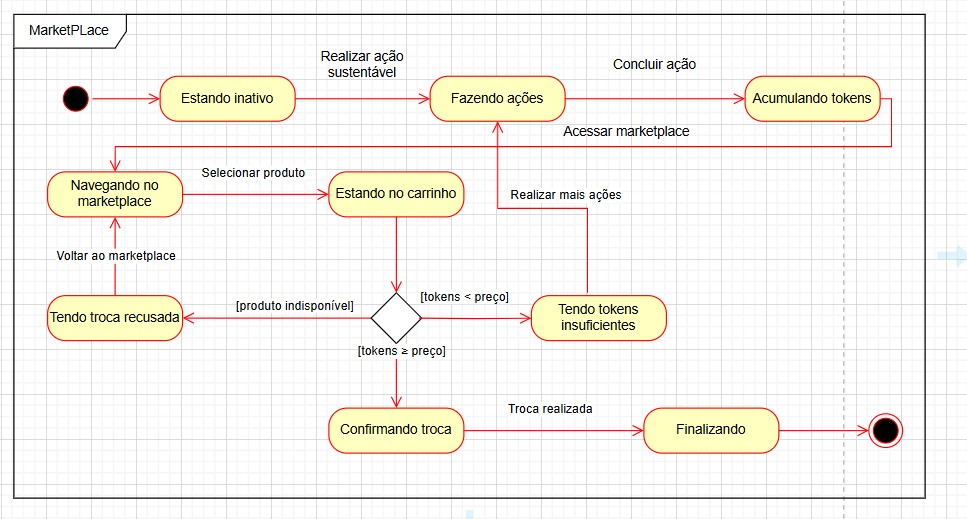 MarketPLace
Realizar ação
sustentável
Concluir ação
Estando inativo
Fazendo ações
Acumulando tokens
Acessar marketplace
Selecionar produto
Navegando no
marketplace
Estando no carrinho
Realizar mais ações
Voltar ao marketplace
[produto indisponível]
[tokens < preço]
Tendo troca recusada
Tendo tokens
insuficientes
[tokens ≥ preço]
Troca realizada
Confirmando troca
Finalizando